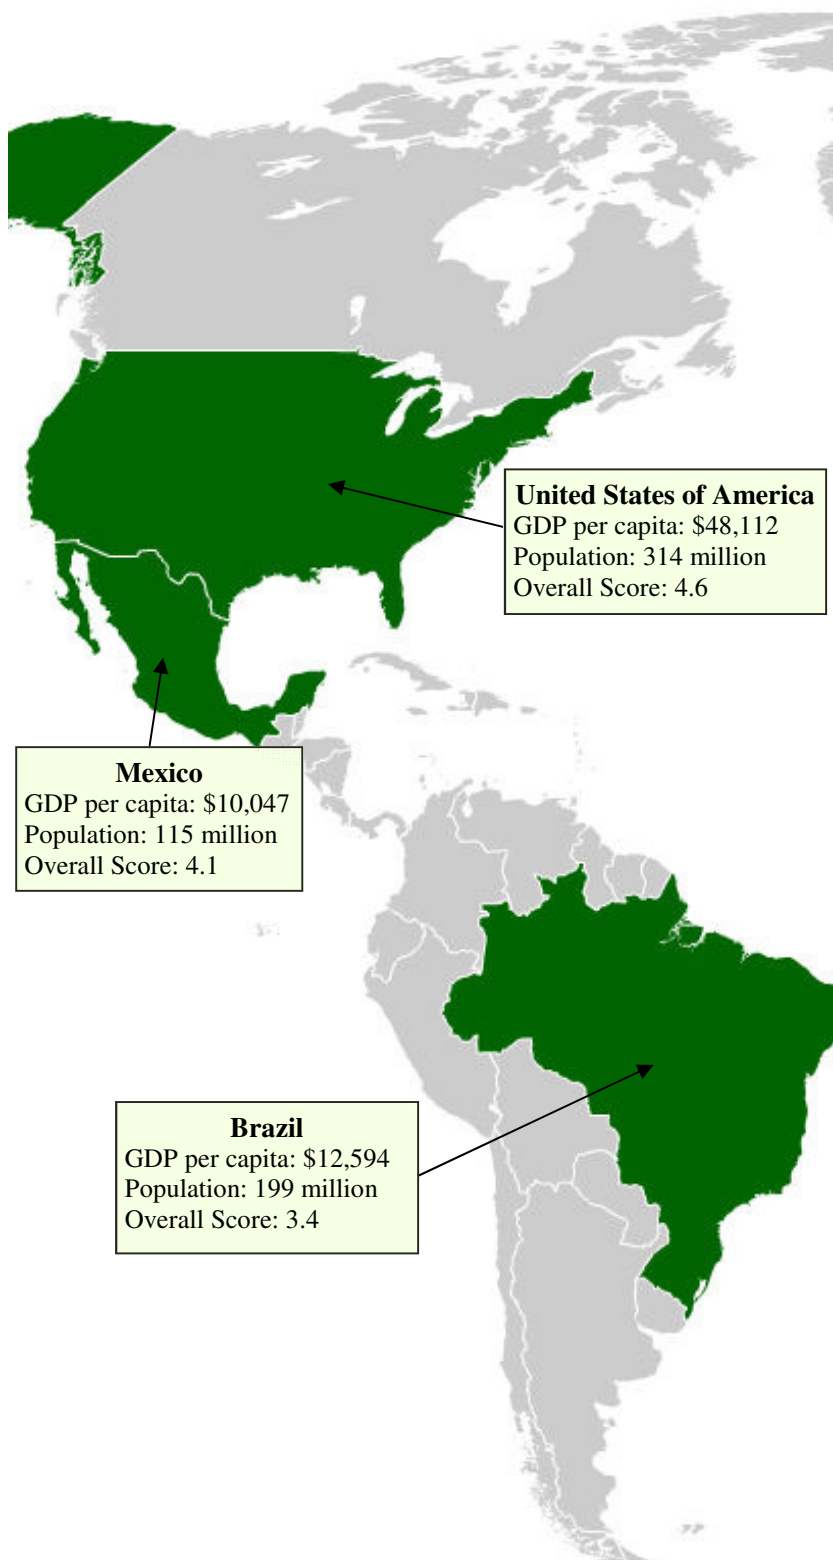 United States of America
GDP per capita: $48,112
Population: 314 million
Overall Score: 4.6
Mexico
GDP per capita: $10,047
Population: 115 million
Overall Score: 4.1
Brazil
GDP per capita: $12,594
Population: 199 million
Overall Score: 3.4